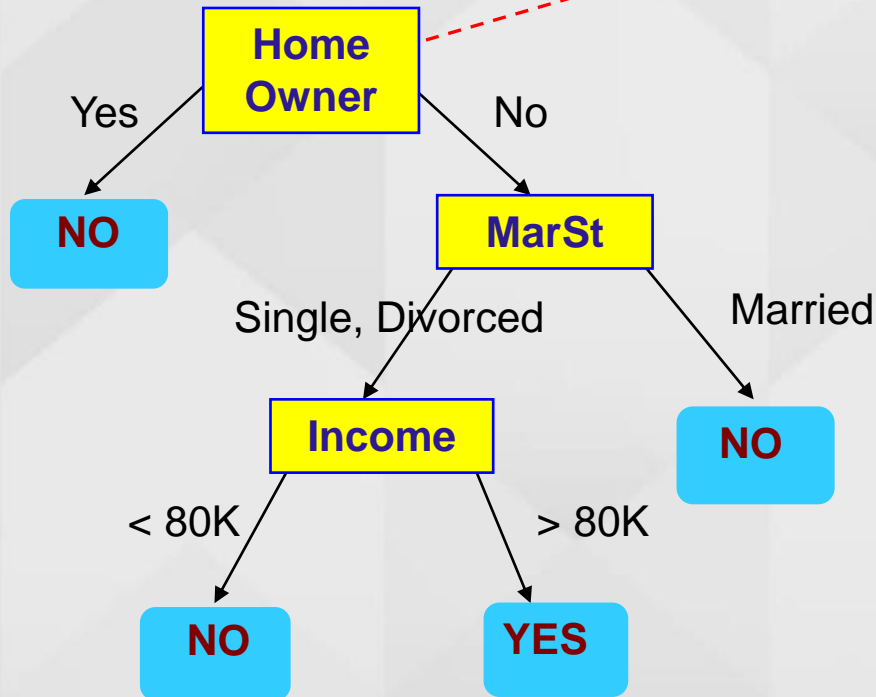 Home
Owner
Yes
No
NO
MarSt
Single, Divorced
Married
Income
NO
< 80K
> 80K
NO
YES